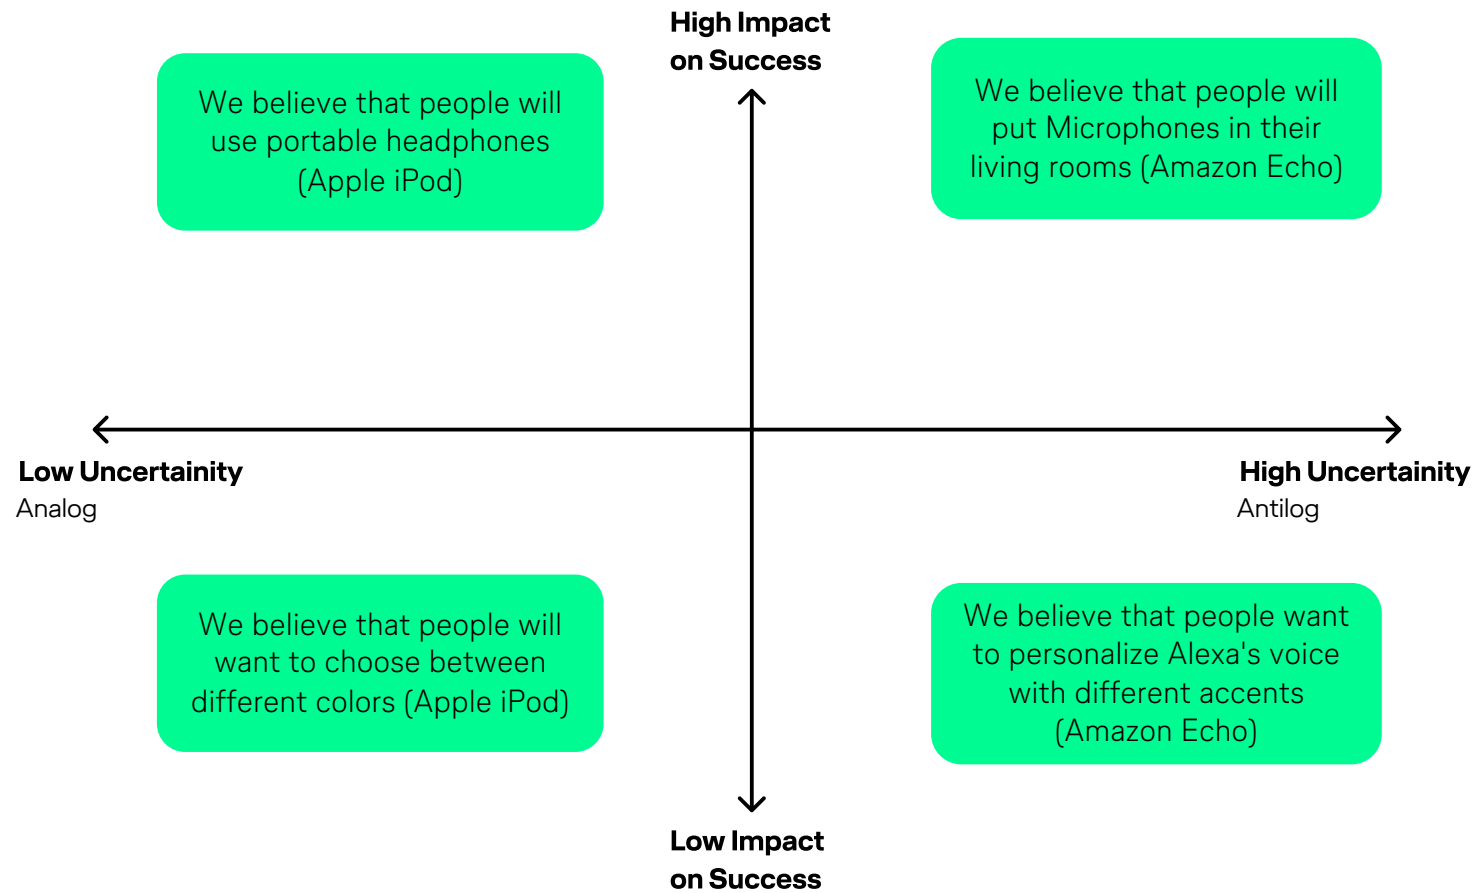 High Impact
on Success
We believe that people will
use portable headphones
(Apple iPod)
We believe that people will
put Microphones in their
living rooms (Amazon Echo)
Low Uncertainity
Analog
High Uncertainity
Antilog
We believe that people will
want to choose between
different colors (Apple iPod)
We believe that people want
to personalize Alexa's voice
with different accents
(Amazon Echo)
Low Impact
on Success